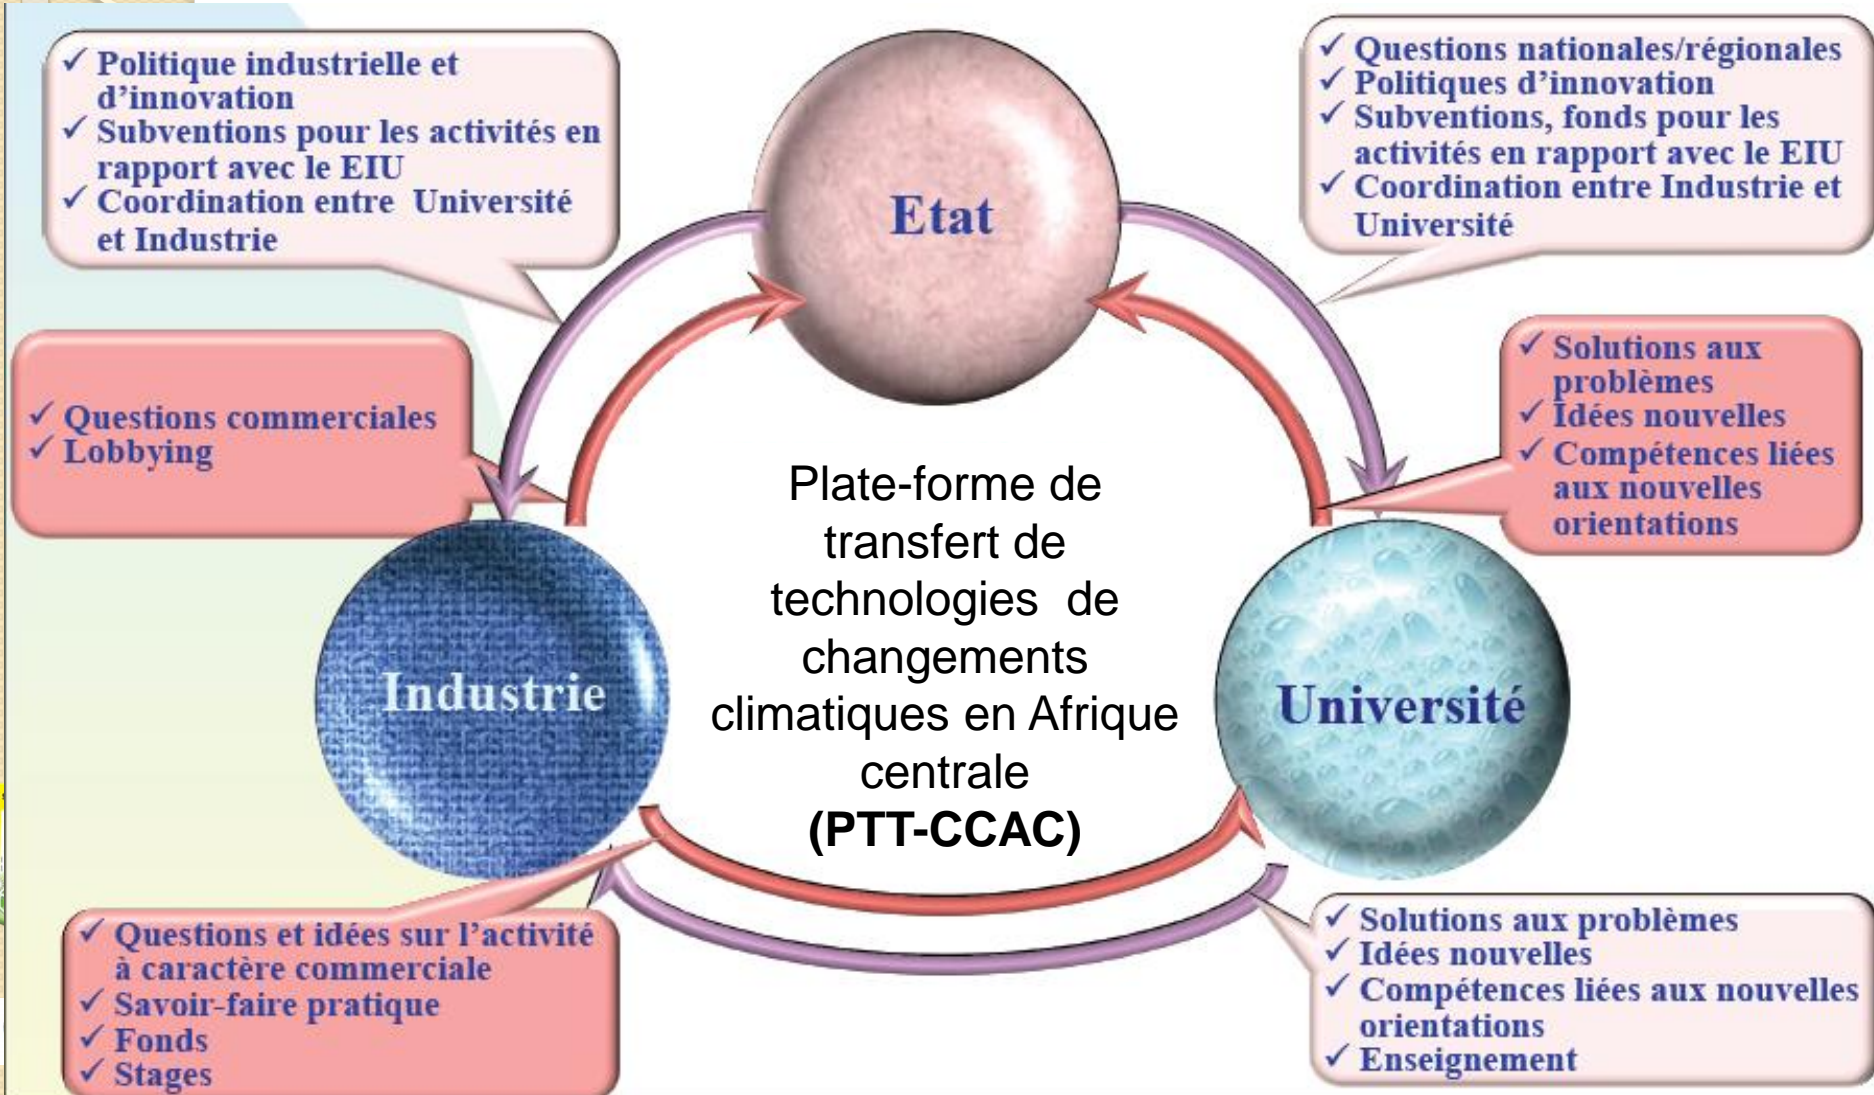 ✓ Politique industrielle et
d’innovation
✓ Subventions pour les activités en
rapport avec le EIU
✓ Coordination entre Université
et Industrie
✓ Questions nationales/régionales
✓ Politiques d’innovation
✓ Subventions, fonds pour les
activités en rapport avec le EIU
✓ Coordination entre Industrie et
Université
Etat
✓ Questions commerciales
✓ Lobbying
✓ Solutions aux
problèmes
✓ Idées nouvelles
✓ Compétences liées
aux nouvelles
orientations
Plate-forme de
transfert de
technologies de
changements
climatiques en Afrique
centrale
(PTT-CCAC)
Industrie
Université
✓ Questions et idées sur l’activité
à caractère commerciale
✓ Savoir-faire pratique
✓ Fonds
✓ Stages
✓ Solutions aux problèmes
✓ Idées nouvelles
✓ Compétences liées aux nouvelles
orientations
✓ Enseignement